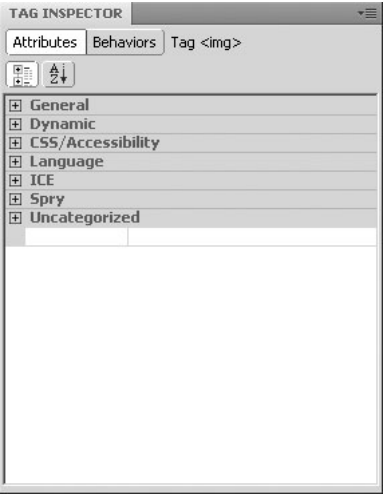 TAG INSPECTOR
Attributes Behaviors Tag <img>
A
Z
General
Dynamic
CSS/Accessibility
Language
ICE
Spry
Uncategorized